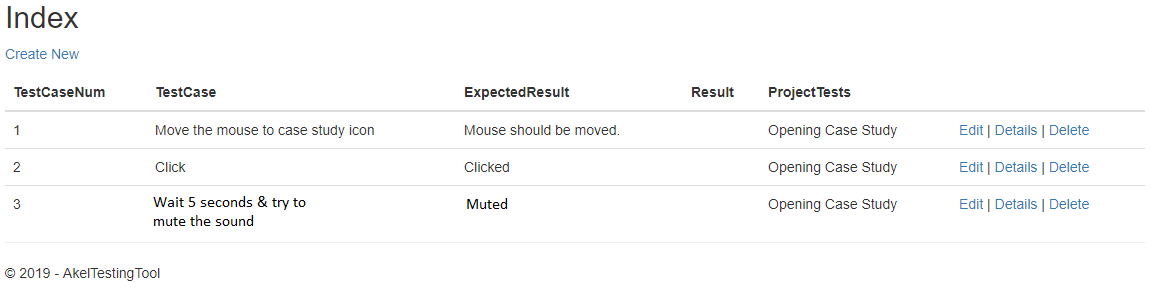 Index
Create New
TestCaseNum TestCase ExpectedResult Result ProjectTests
1 Move the mouse to case study icon Mouse should be moved. Opening Case Study Edit | Details | Delete
2 Click Clicked Opening Case Study Edit | Details | Delete
3 Wait 5 seconds & try to Muted Opening Case Study Edit | Details | Delete
mute the sound
© 2019 - AkelTestingTool